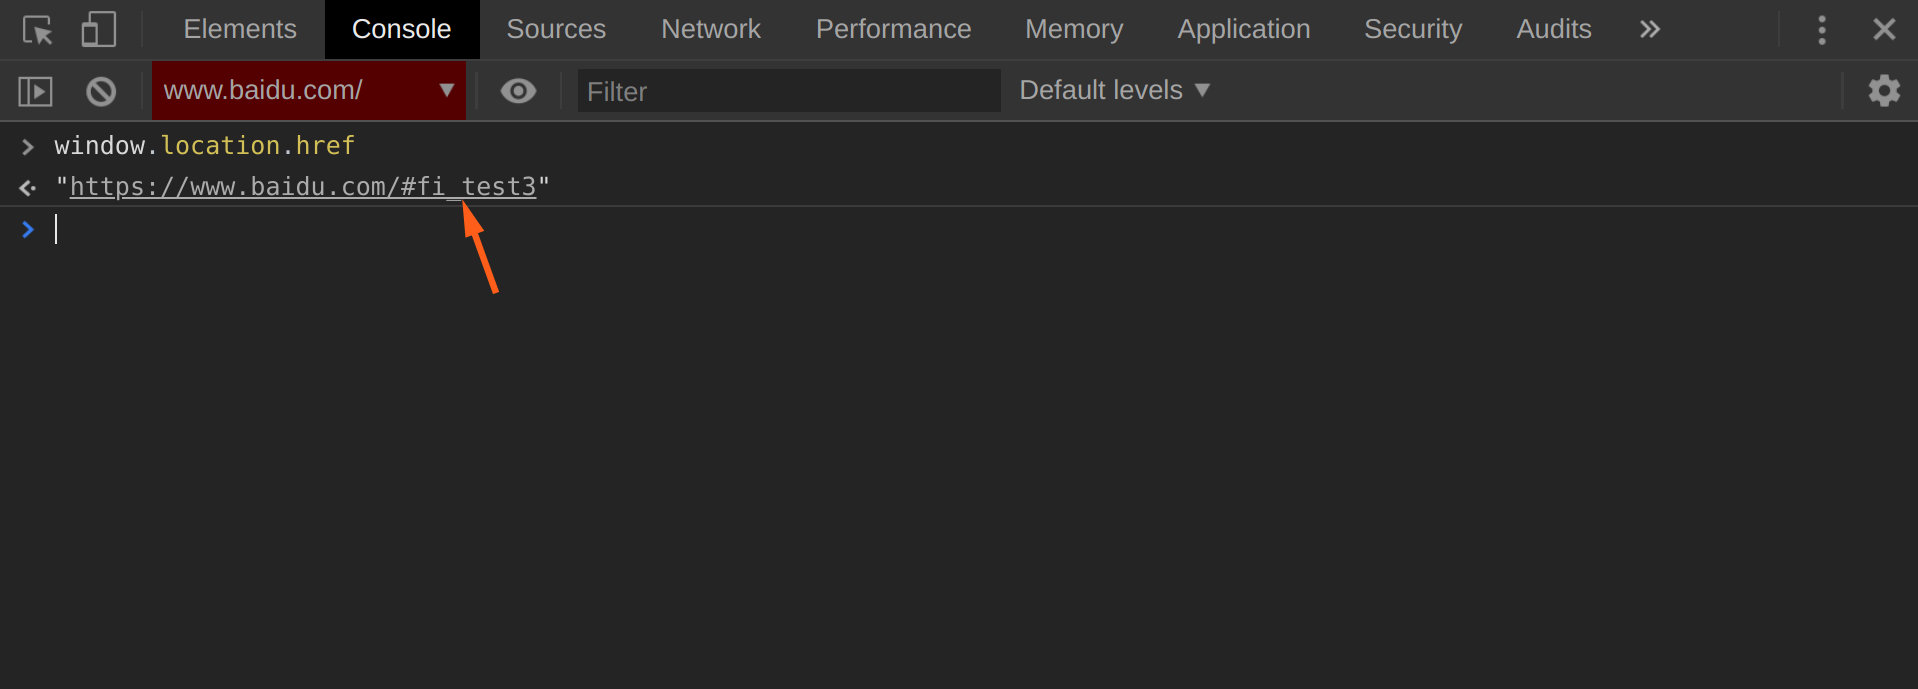 Elements Console Sources Network Performance Memory Application Security Audits »
www.baidu.com/ ▼ Filter Default levels ▼
> window.location.href
"https://www.baidu.com/#fi_test3"
>